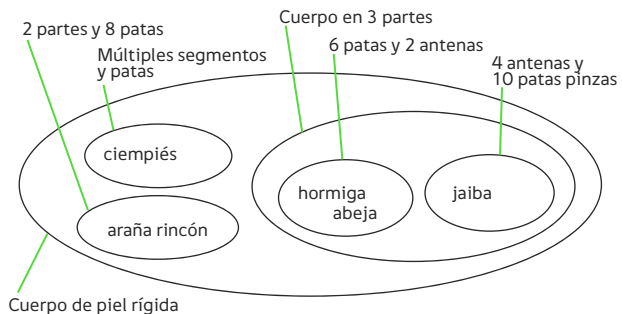 Cuerpo en 3 partes
2 partes y 8 patas
6 patas y 2 antenas
Múltiples segmentos
y patas
4 antenas y
10 patas pinzas
ciempiés
hormiga
abeja
jaiba
araña rincón
Cuerpo de piel rígida